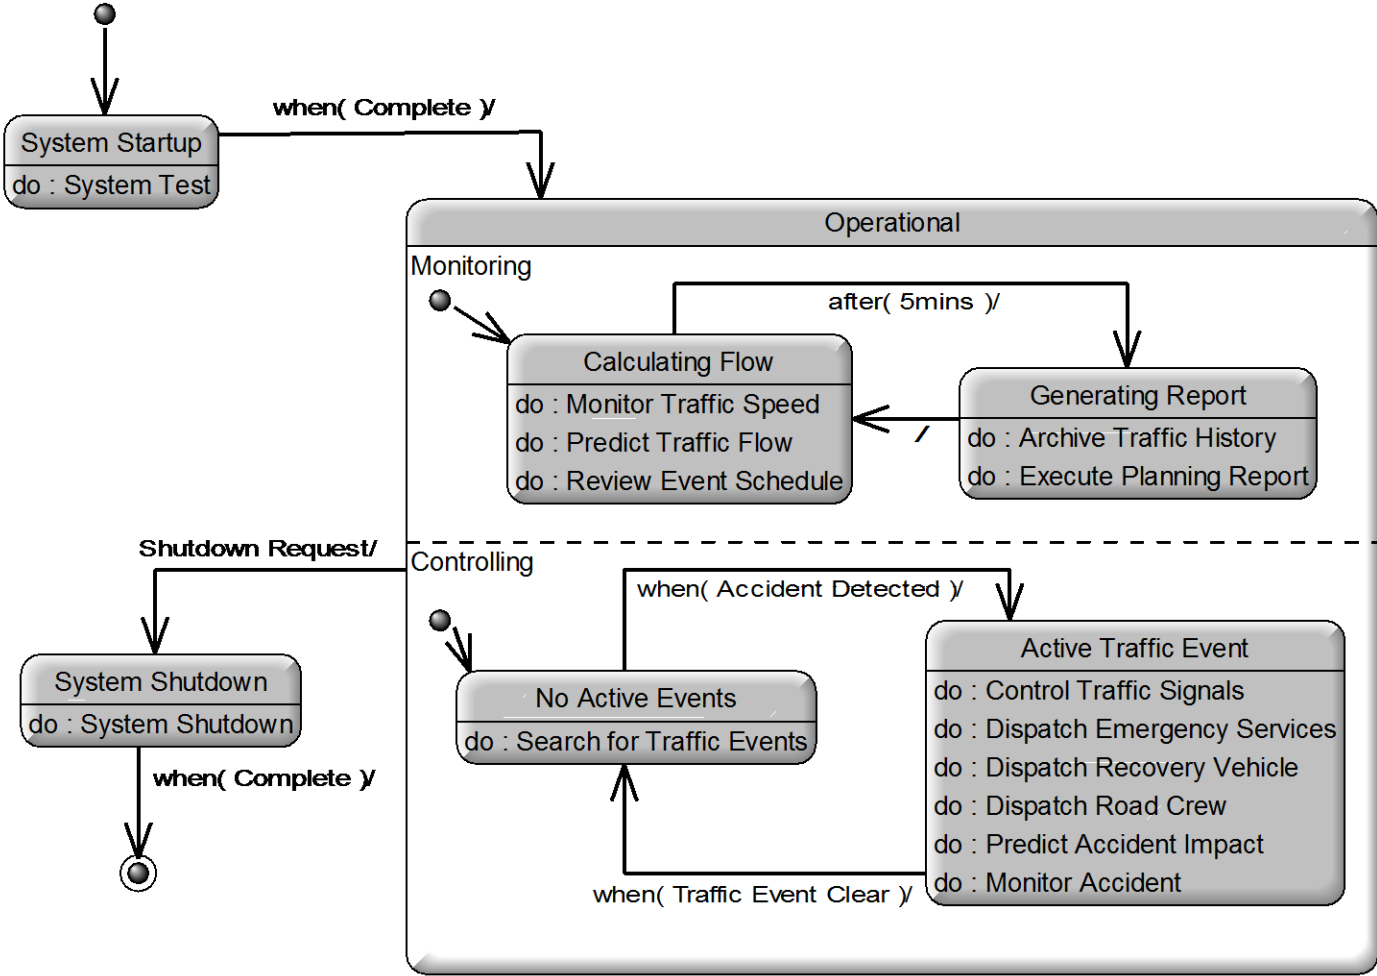 when( Complete )/
System Startup
do : System Test
Operational
Monitoring
after( 5mins )/
Calculating Flow
do : Monitor Traffic Speed
do : Predict Traffic Flow
do : Review Event Schedule
/
Generating Report
do : Archive Traffic History
do : Execute Planning Report
Shutdown Request/
Controlling
when( Accident Detected )/
System Shutdown
do : System Shutdown
when( Complete )/
No Active Events
do : Search for Traffic Events
Active Traffic Event
do : Control Traffic Signals
do : Dispatch Emergency Services
do : Dispatch Recovery Vehicle
do : Dispatch Road Crew
do : Predict Accident Impact
do : Monitor Accident
when( Traffic Event Clear )/